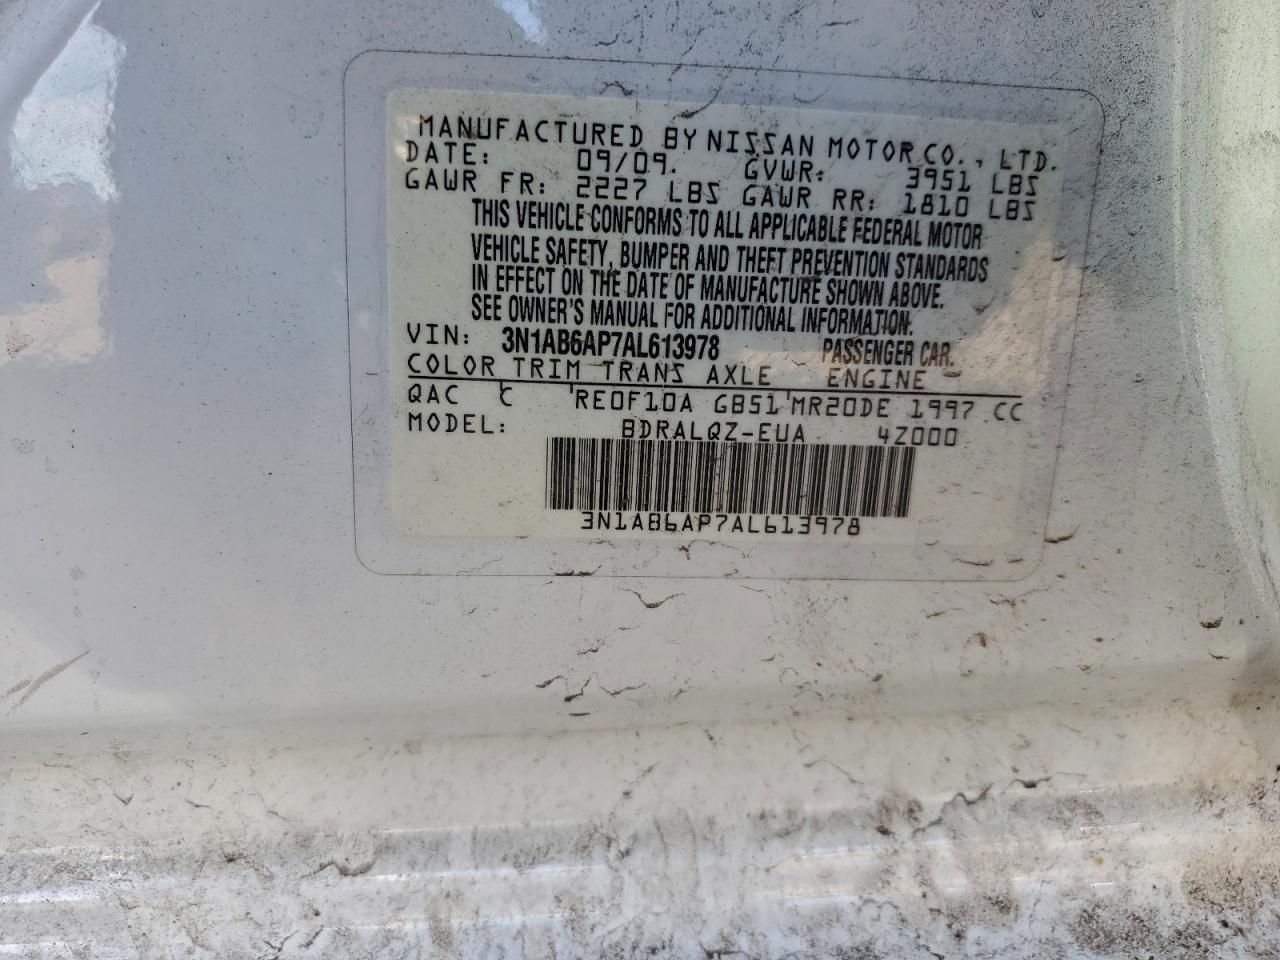 MANUFACTURED BY NISSAN MOTOR CO., LTD.
DATE: 09/09. GVWR: 3951 LBS
GAWR FR: 2227 LBS GAWR RR: 1810 LBS
THIS VEHICLE CONFORMS TO ALL APPLICABLE FEDERAL MOTOR
VEHICLE SAFETY, BUMPER AND THEFT PREVENTION STANDARDS
IN EFFECT ON THE DATE OF MANUFACTURE SHOWN ABOVE.
SEE OWNER'S MANUAL FOR ADDITIONAL INFORMATION.
VIN: 3N1AB6AP7AL613978 PASSENGER CAR.
COLOR TRIM TRANS AXLE ENGINE
QAC C RE0F10A GB51 MR20DE 1997 CC
MODEL: BDRALQZ-EUA 4Z000
3N1AB6AP7AL613978